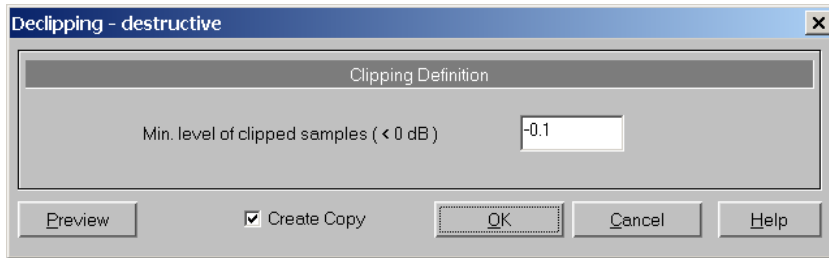 Declipping - destructive
Clipping Definition
Min. level of clipped samples ( < 0 dB )
-0.1
Preview
Create Copy
OK
Cancel
Help